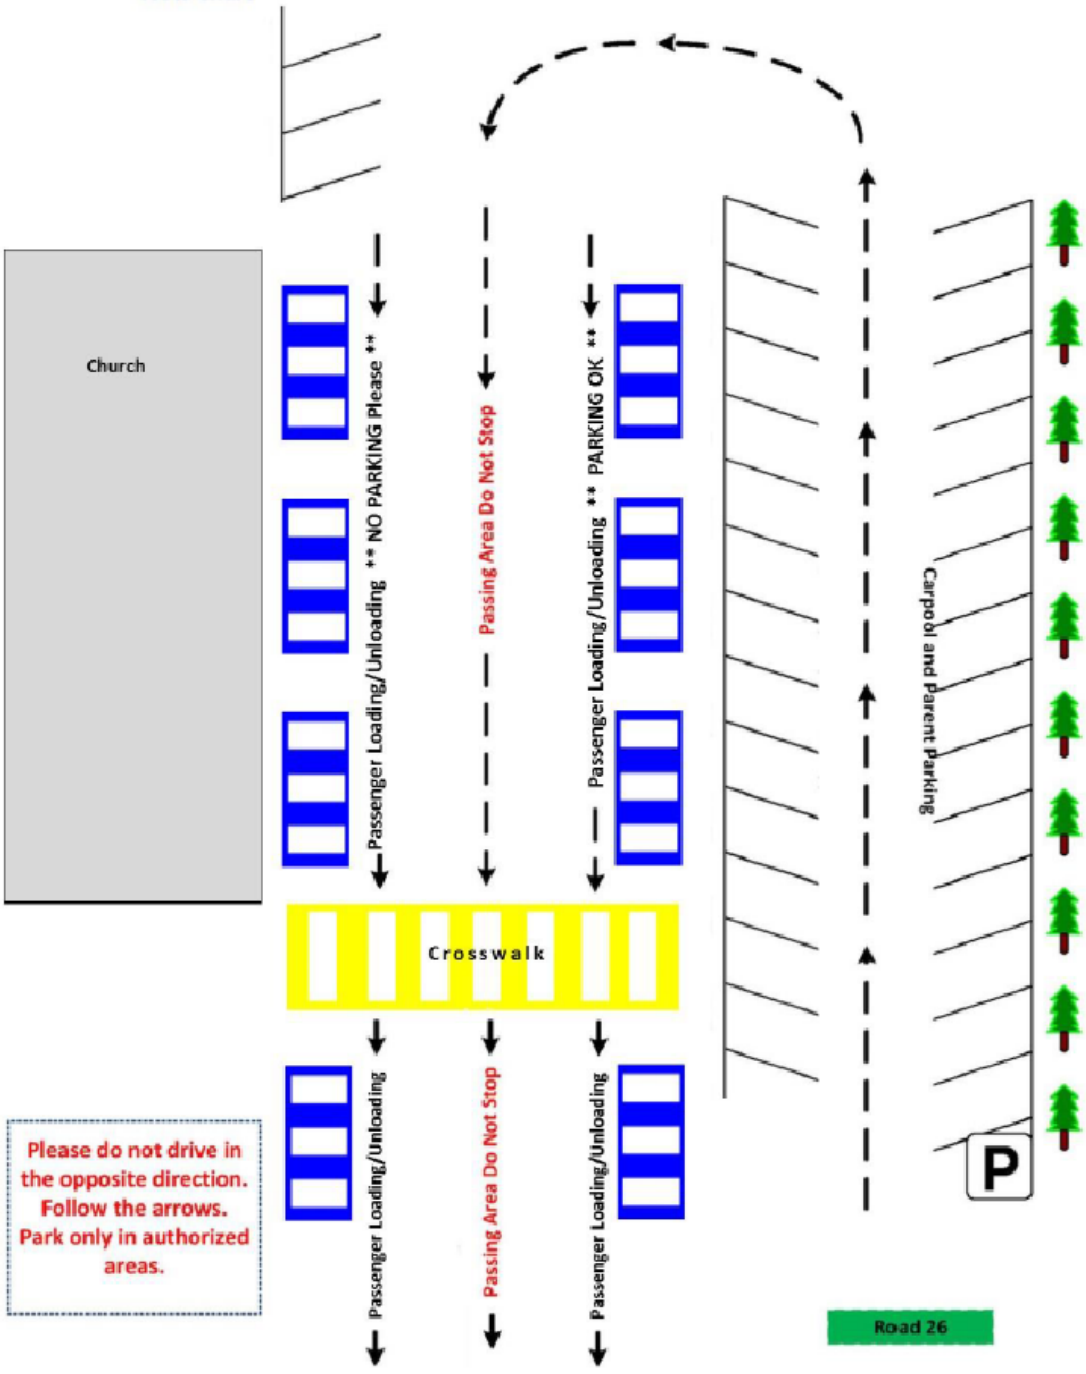 Church
Passenger Loading/Unloading ** NO PARKING Please **
Passing Area Do Not Stop
Passenger Loading/Unloading ** PARKING OK **
Carpool and Parent Parking
Crosswalk
Passenger Loading/Unloading
Passing Area Do Not Stop
Passenger Loading/Unloading
Please do not drive in
the opposite direction.
Follow the arrows.
Park only in authorized
areas.
P
Road 26